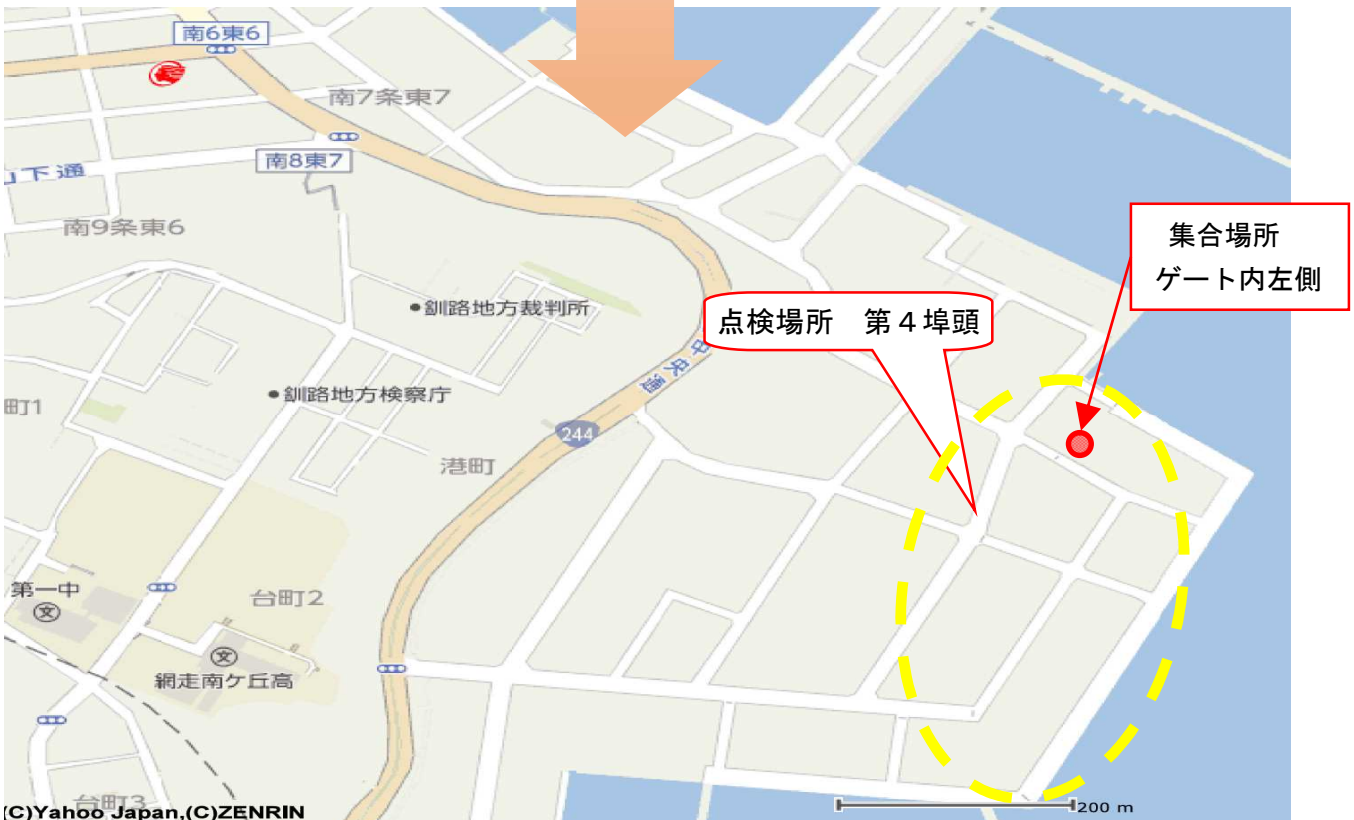 南6東6
南7条東7
南8東7
山下通
南9条東6
集合場所
ゲート内左側
釧路地方裁判所
点検場所　第４埠頭
中央通
釧路地方検察庁
町1
244
港町
第一中
文
台町2
文
網走南ケ丘高
台町3
200 m
(C)Yahoo Japan,(C)ZENRIN